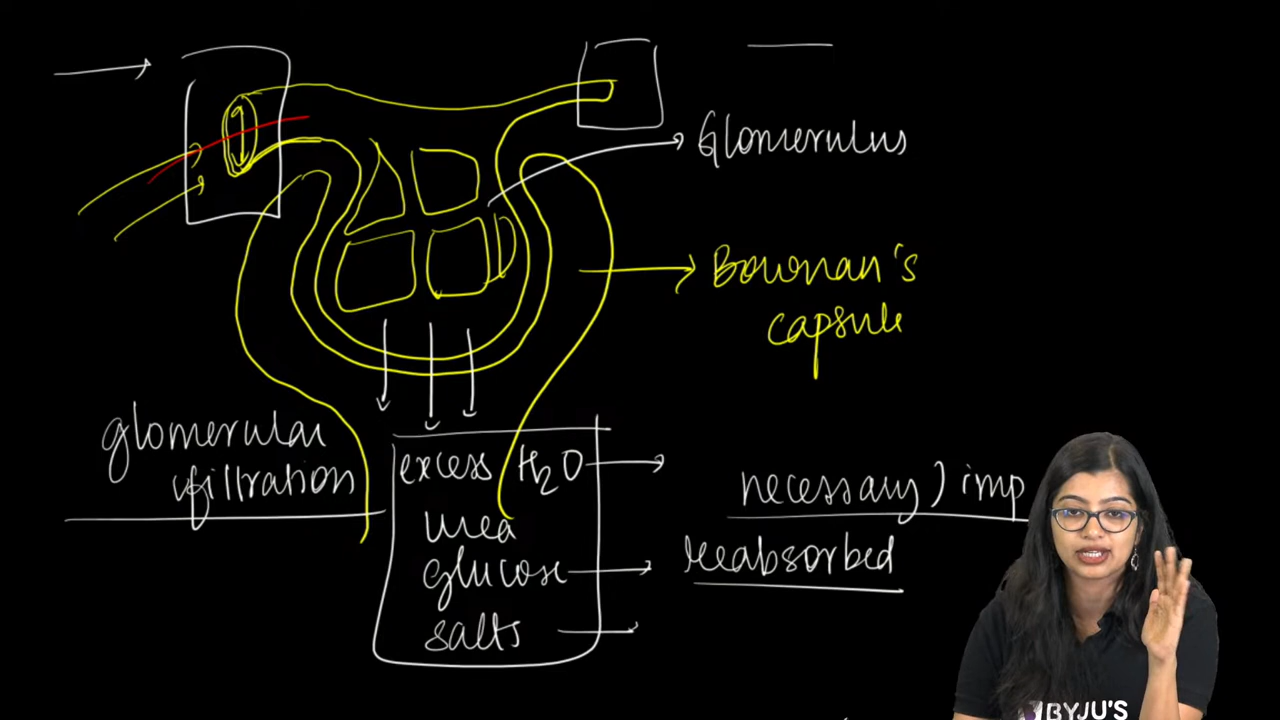 Glomerulus
Bowman's
capsule
glomerular
filtration
excess H₂O
urea
glucose
salts
necessary) imp
reabsorbed
BYJU'S